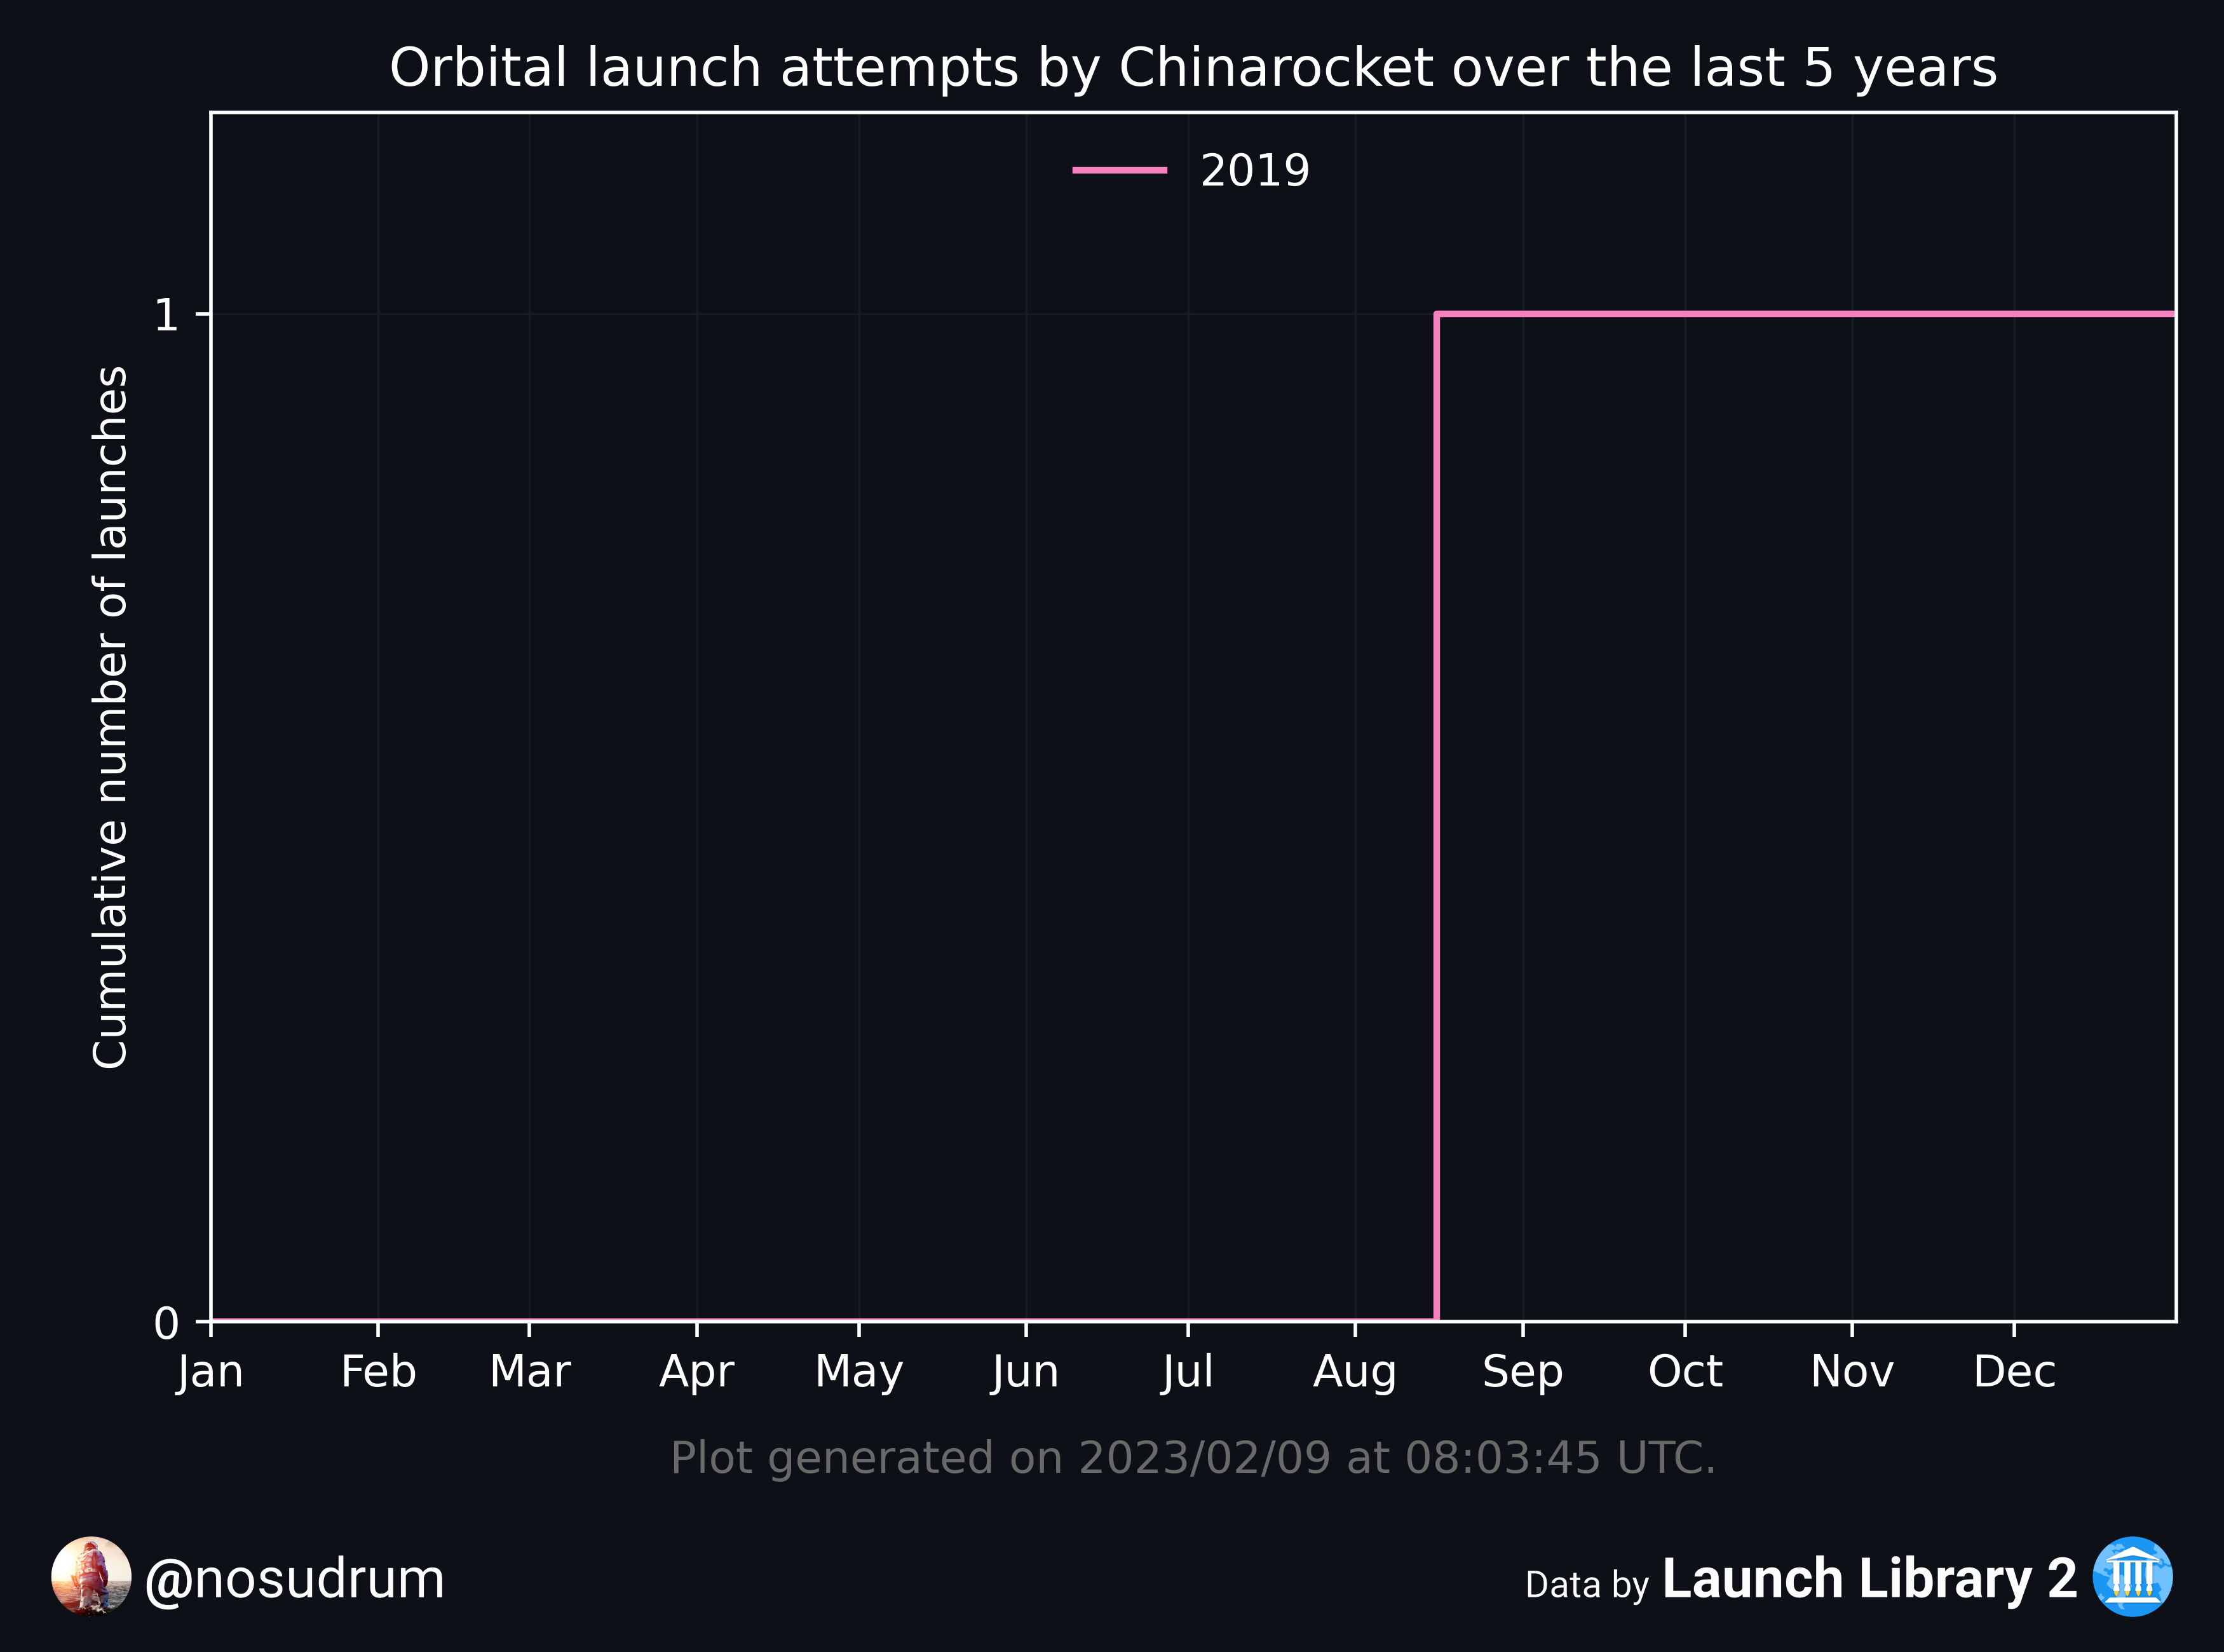 Orbital launch attempts by Chinarocket over the last 5 years
2019
1
Cumulative number of launches
0
Jan Feb Mar Apr May Jun Jul Aug Sep Oct Nov Dec
Plot generated on 2023/02/09 at 08:03:45 UTC.
@nosudrum
Data by Launch Library 2